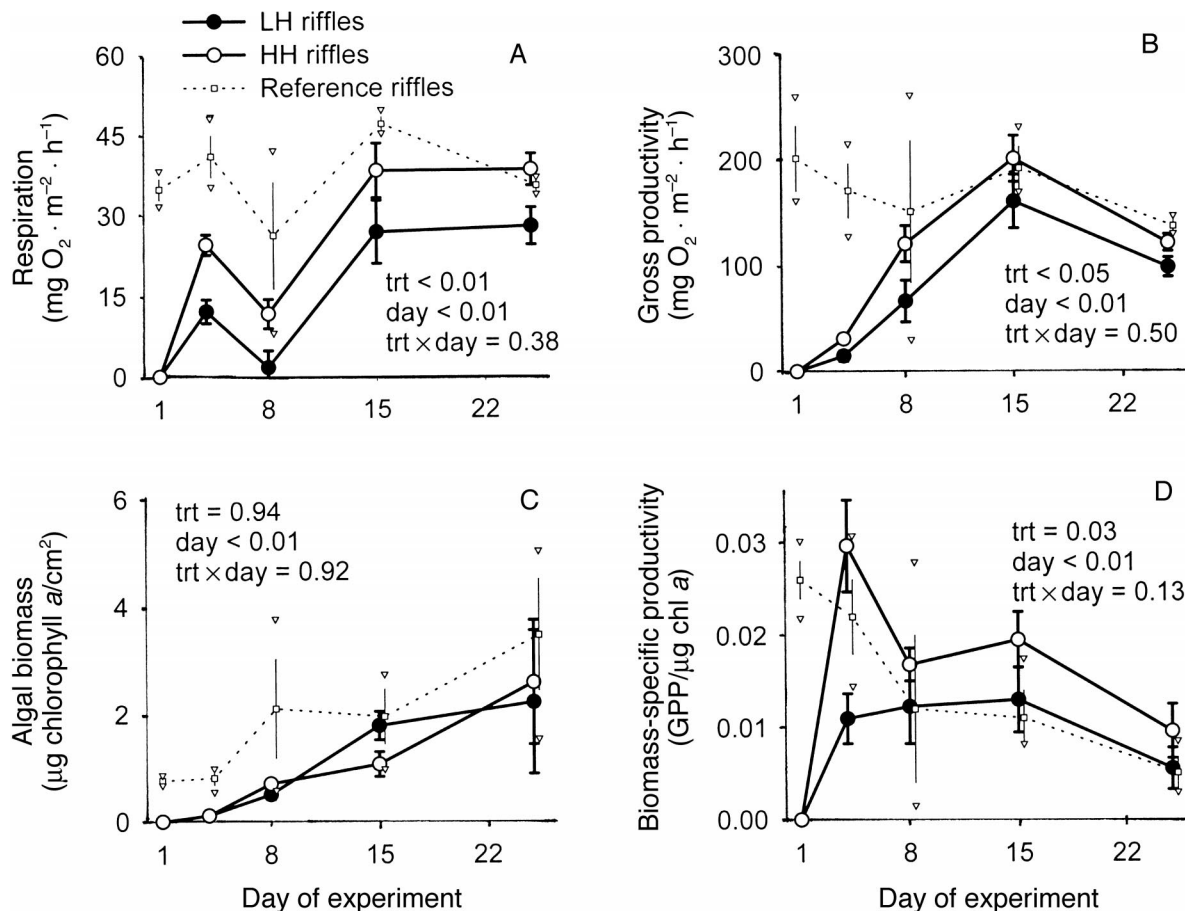 LH riffles
HH riffles
Reference riffles
A
60
45
30
15
0
Respiration
(mg O₂ · m⁻² · h⁻¹)
trt < 0.01
day < 0.01
trt × day = 0.38
1 8 15 22
B
300
200
100
0
Gross productivity
(mg O₂ · m⁻² · h⁻¹)
trt < 0.05
day < 0.01
trt × day = 0.50
1 8 15 22
C
6
4
2
0
Algal biomass
(µg chlorophyll a/cm²)
trt = 0.94
day < 0.01
trt × day = 0.92
1 8 15 22
Day of experiment
D
0.03
0.02
0.01
0.00
Biomass-specific productivity
(GPP/µg chl a)
trt = 0.03
day < 0.01
trt × day = 0.13
1 8 15 22
Day of experiment